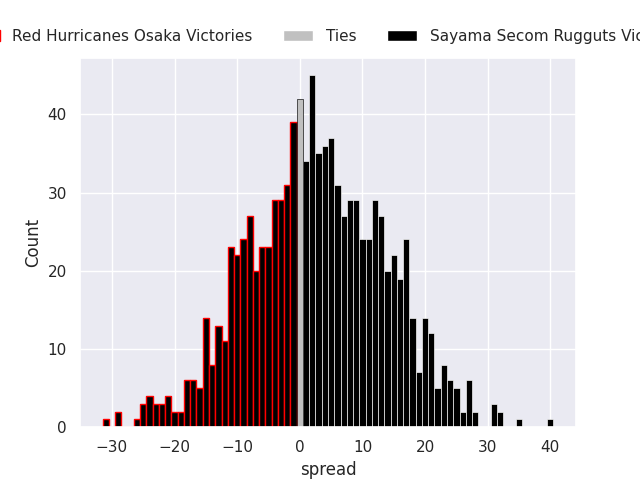 Red Hurricanes Osaka Victories Ties Sayama Secom Rugguts
40
30
20
10
0
Count
−30 −20 −10 0 10 20 30 40
spread